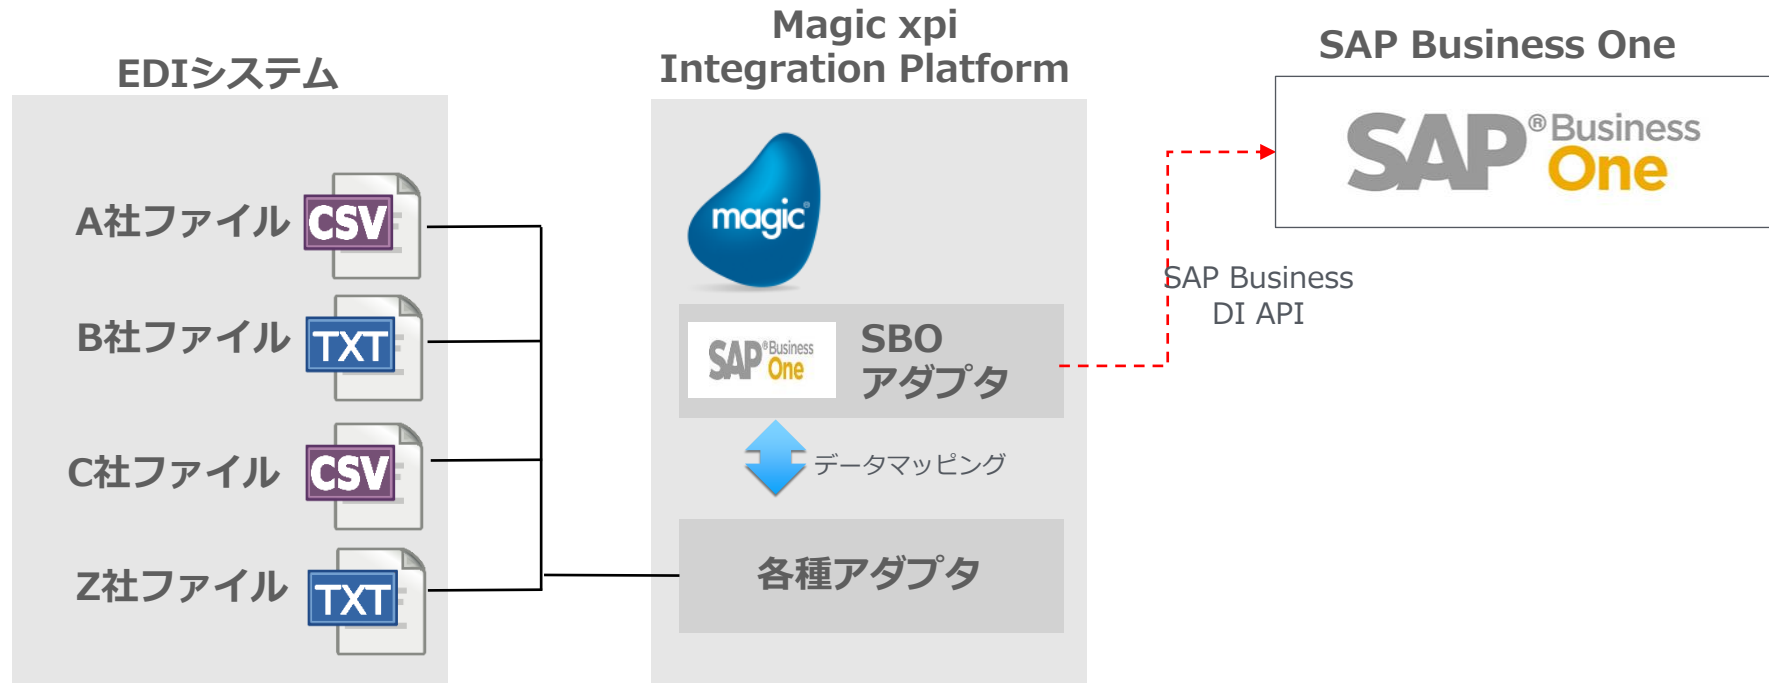 EDIシステム
A社ファイル
CSV
B社ファイル
TXT
C社ファイル
CSV
Z社ファイル
TXT
Magic xpi
Integration Platform
magic
SAP®Business
One
SBO
アダプタ
データマッピング
各種アダプタ
SAP Business
DI API
SAP Business One
SAP®Business
One